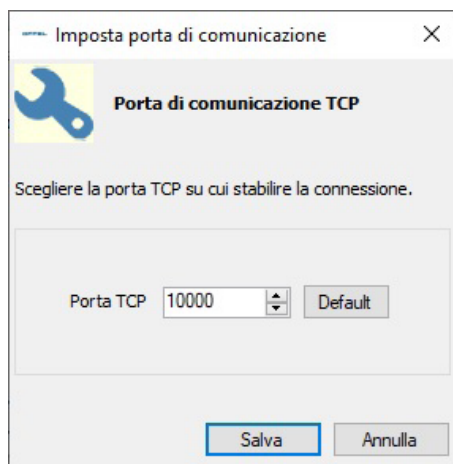 Imposta porta di comunicazione
Porta di comunicazione TCP
Scegliere la porta TCP su cui stabilire la connessione.
Porta TCP 10000 Default
Salva Annulla